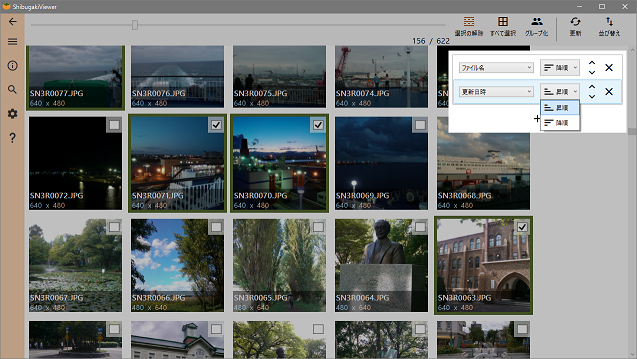 ShibugakiViewer
選択の解除 すべて選択 グループ化 更新 並び替え
156 / 622
ファイル名 降順
更新日時 昇順
昇順
降順
SN3R0077.JPG SN3R0076.JPG SN3R0075.JPG SN3R0074.JPG
640 x 480 640 x 480 640 x 480 640 x 480
SN3R0072.JPG SN3R0071.JPG SN3R0070.JPG SN3R0069.JPG SN3R0068.JPG
640 x 480 640 x 480 640 x 480 640 x 480 640 x 480
SN3R0067.JPG SN3R0066.JPG SN3R0065.JPG SN3R0064.JPG SN3R0063.JPG
640 x 480 480 x 640 480 x 640 480 x 640 640 x 480